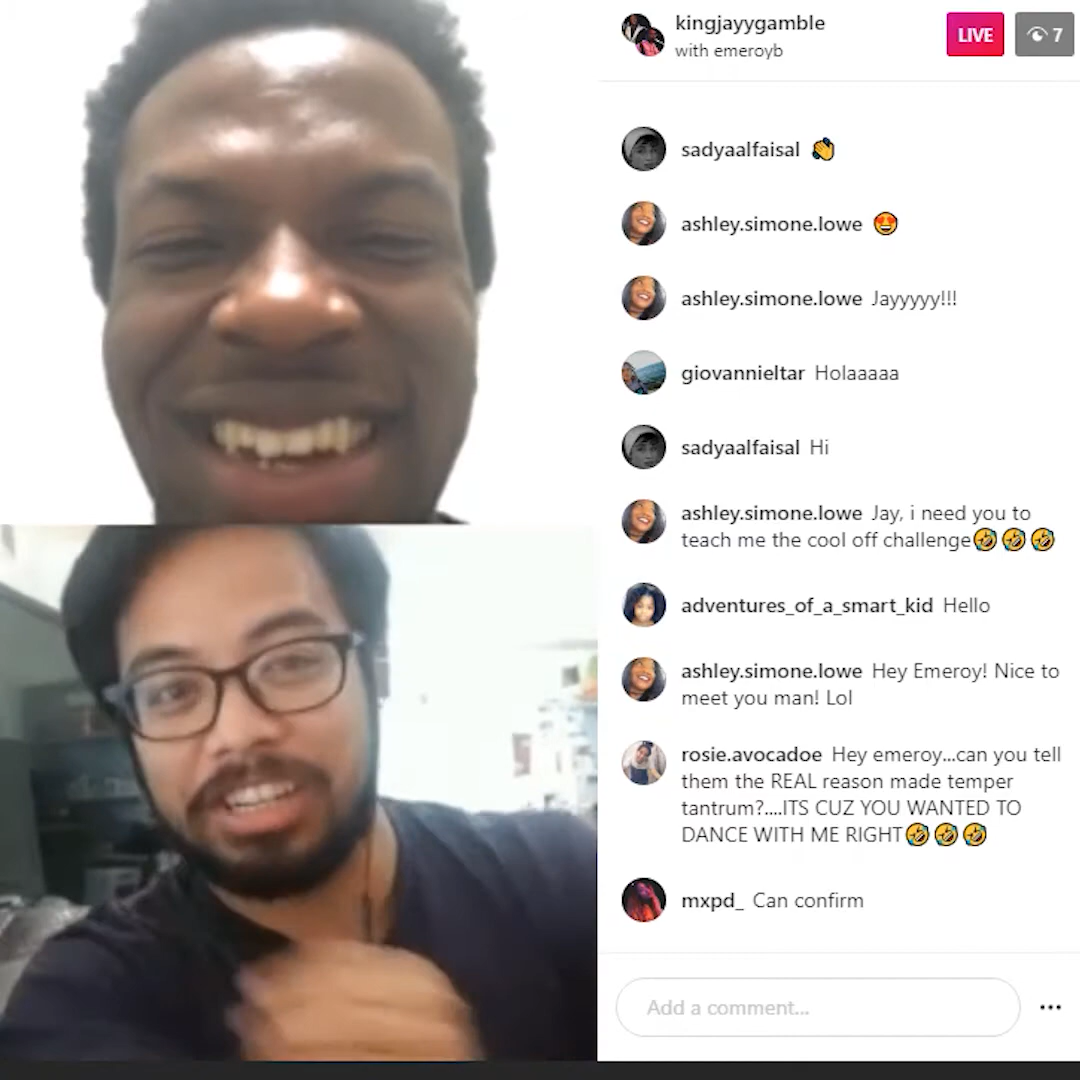 kingjayygamble
with emeroyb
LIVE
7
sadyaalfaisal 👏
ashley.simone.lowe 😍
ashley.simone.lowe Jayyyyy!!!
giovannieltar Holaaaaa
sadyaalfaisal Hi
ashley.simone.lowe Jay, i need you to
teach me the cool off challenge🤣🤣🤣
adventures_of_a_smart_kid Hello
ashley.simone.lowe Hey Emeroy! Nice to
meet you man! Lol
rosie.avocadoe Hey emeroy...can you tell
them the REAL reason made temper
tantrum?....ITS CUZ YOU WANTED TO
DANCE WITH ME RIGHT🤣🤣🤣
mxpd_ Can confirm
Add a comment...